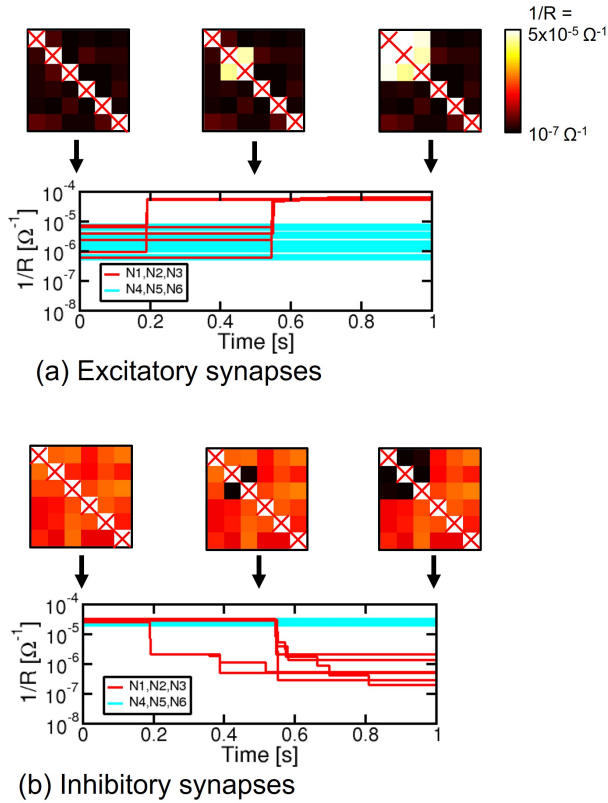 1/R =
5x10⁻⁵ Ω⁻¹
10⁻⁷ Ω⁻¹
10⁻⁴
10⁻⁵
10⁻⁶
10⁻⁷
10⁻⁸
1/R [Ω⁻¹]
N1,N2,N3
N4,N5,N6
0 0.2 0.4 0.6 0.8 1
Time [s]
(a) Excitatory synapses
10⁻⁴
10⁻⁵
10⁻⁶
10⁻⁷
10⁻⁸
1/R [Ω⁻¹]
N1,N2,N3
N4,N5,N6
0 0.2 0.4 0.6 0.8 1
Time [s]
(b) Inhibitory synapses